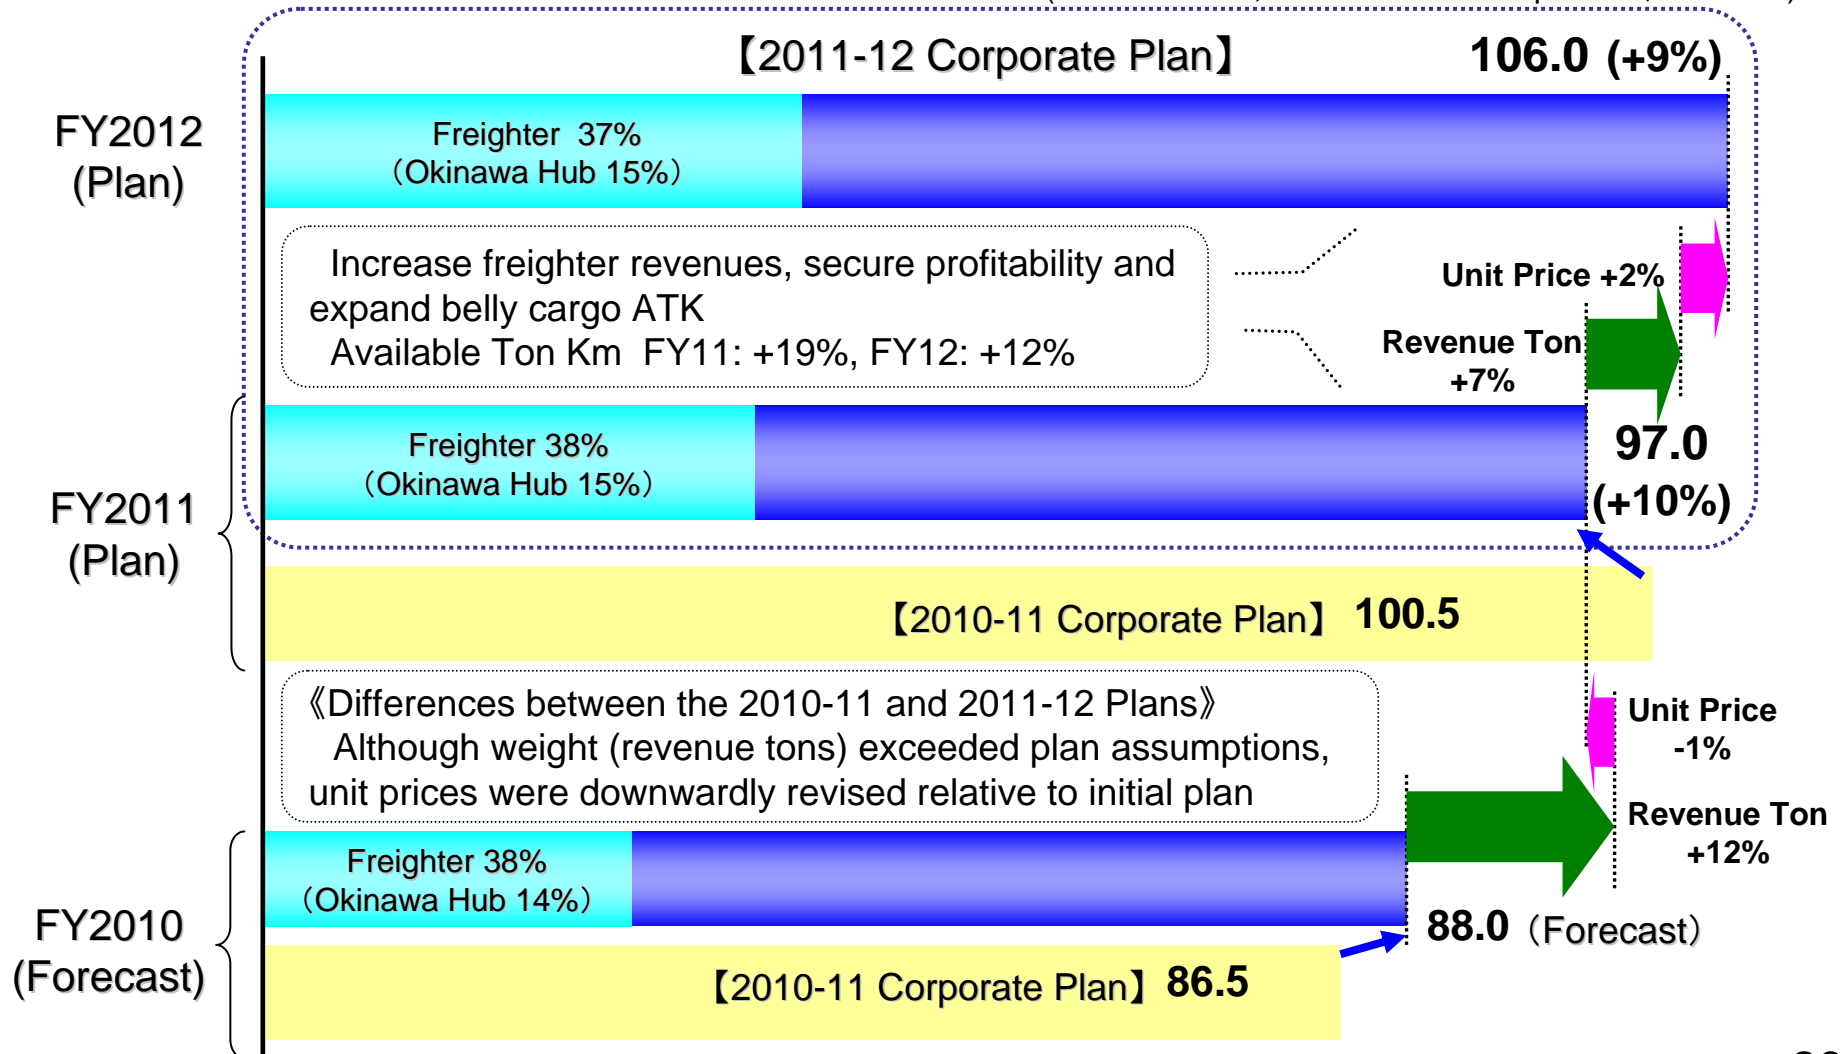 【2011-12 Corporate Plan】
106.0 (+9%)
FY2012
(Plan)
Freighter 37%
（Okinawa Hub 15%）
Increase freighter revenues, secure profitability and
expand belly cargo ATK
Available Ton Km FY11: +19%, FY12: +12%
Unit Price +2%
Revenue Ton
+7%
FY2011
(Plan)
Freighter 38%
（Okinawa Hub 15%）
97.0
(+10%)
【2010-11 Corporate Plan】 100.5
《Differences between the 2010-11 and 2011-12 Plans》
Although weight (revenue tons) exceeded plan assumptions,
unit prices were downwardly revised relative to initial plan
Unit Price
-1%
Revenue Ton
+12%
FY2010
(Forecast)
Freighter 38%
（Okinawa Hub 14%）
88.0（Forecast）
【2010-11 Corporate Plan】 86.5